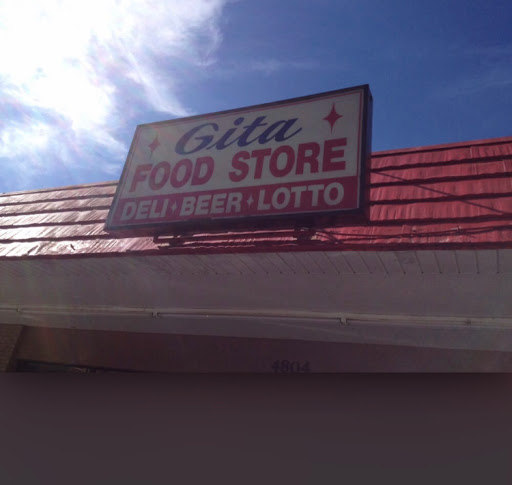 Gita
FOOD STORE
DELI BEER LOTTO
4804